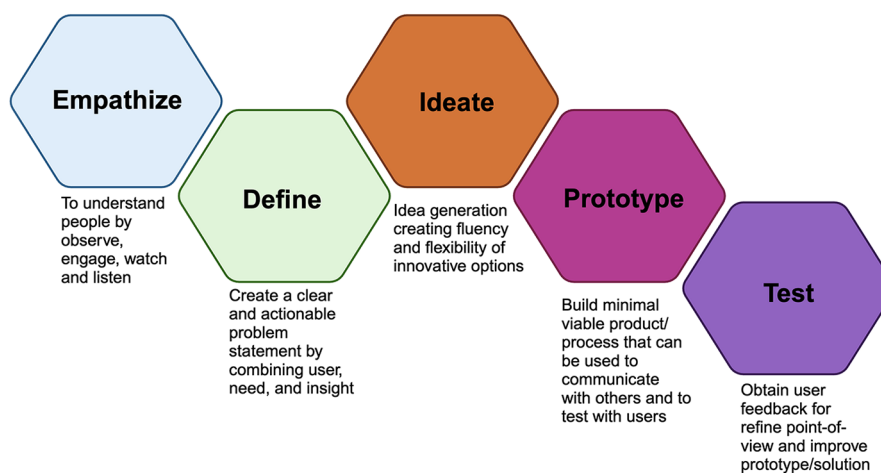 Empathize
To understand
people by
observe,
engage, watch
and listen
Define
Create a clear
and actionable
problem
statement by
combining user,
need, and insight
Ideate
Idea generation
creating fluency
and flexibility of
innovative options
Prototype
Build minimal
viable product/
process that can
be used to
communicate
with others and to
test with users
Test
Obtain user
feedback for
refine point-of-
view and improve
prototype/solution